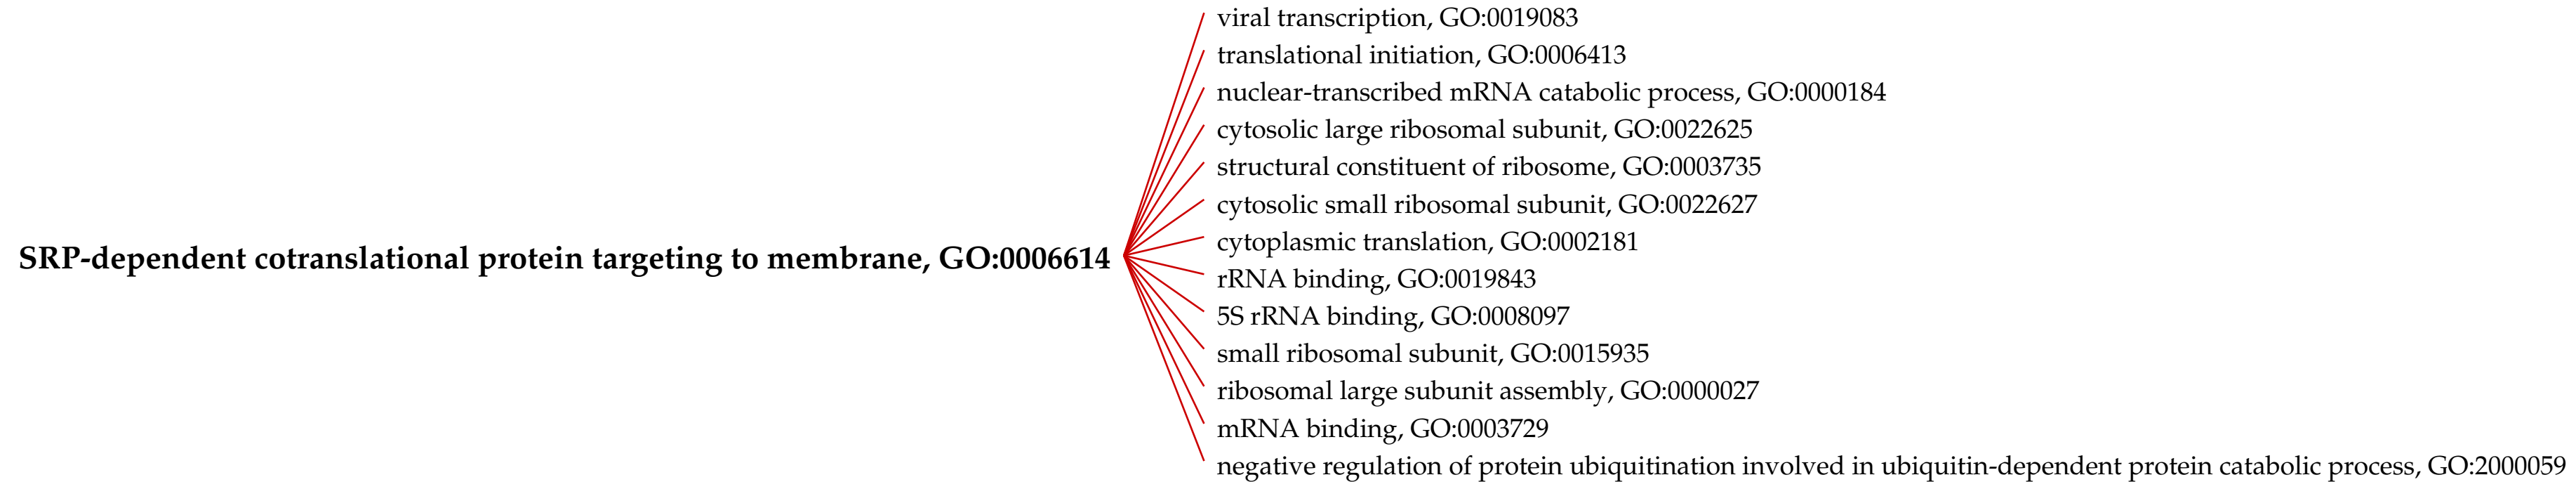 viral transcription, GO:0019083
translational initiation, GO:0006413
nuclear-transcribed mRNA catabolic process, GO:0000184
cytosolic large ribosomal subunit, GO:0022625
structural constituent of ribosome, GO:0003735
cytosolic small ribosomal subunit, GO:0022627
cytoplasmic translation, GO:0002181
SRP-dependent cotranslational protein targeting to membrane, GO:0006614
rRNA binding, GO:0019843
5S rRNA binding, GO:0008097
small ribosomal subunit, GO:0015935
ribosomal large subunit assembly, GO:0000027
mRNA binding, GO:0003729
negative regulation of protein ubiquitination involved in ubiquitin-dependent protein catabolic process, GO:2000059